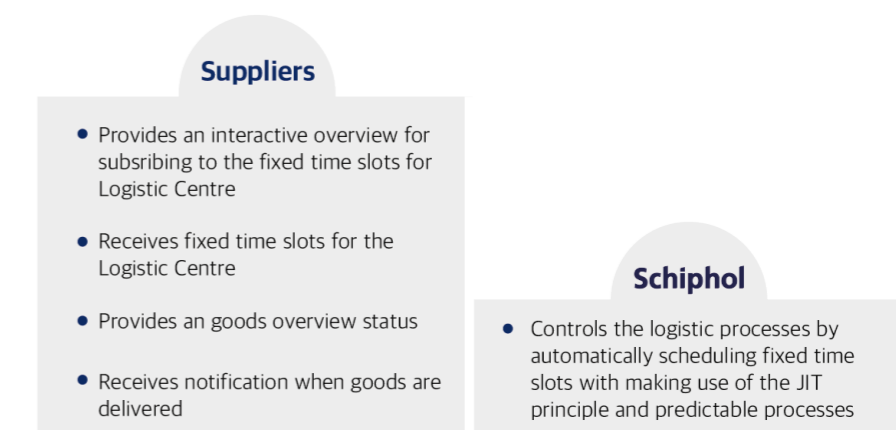 Suppliers
Provides an interactive overview for
subsribing to the fixed time slots for
Logistic Centre
Receives fixed time slots for the
Logistic Centre
Provides an goods overview status
Receives notification when goods are
delivered
Schiphol
Controls the logistic processes by
automatically scheduling fixed time
slots with making use of the JIT
principle and predictable processes